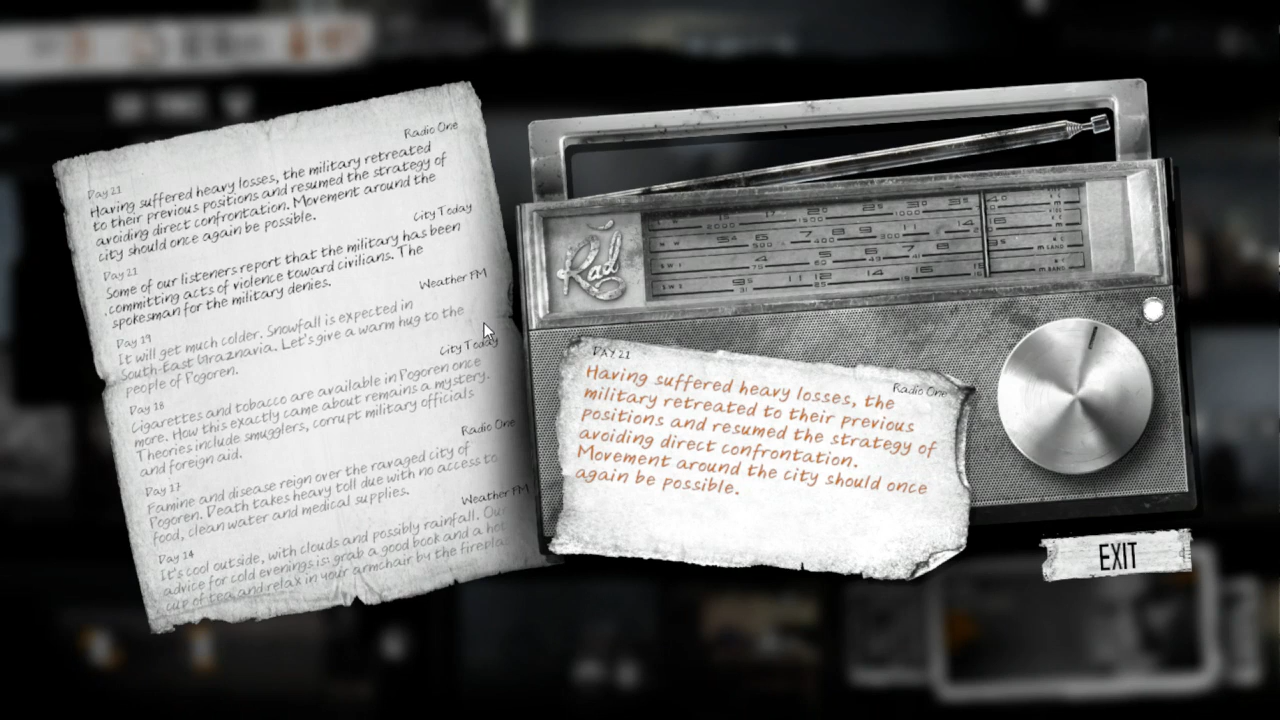 Radio One
Day 21
Having suffered heavy losses, the military retreated
to their previous positions and resumed the strategy of
avoiding direct confrontation. Movement around the
city should once again be possible.
City Today
Day 21
Some of our listeners report that the military has been
committing acts of violence toward civilians. The
spokesman for the military denies.
Weather FM
Day 19
It will get much colder. Snowfall is expected in
South-East Graznavia. Let's give a warm hug to the
people of Pogoren.
City Today
Day 18
Cigarettes and tobacco are available in Pogoren once
more. How this exactly came about remains a mystery.
Theories include smugglers, corrupt military officials
and foreign aid.
Radio One
Day 17
Famine and disease reign over the ravaged city of
Pogoren. Death takes heavy toll due with no access to
food, clean water and medical supplies.
Weather FM
Day 14
It's cool outside, with clouds and possibly rainfall. Our
advice for cold evenings is: grab a good book and a hot
cup of tea and relax in your armchair by the firepla
Rad
DAY 21
Radio One
Having suffered heavy losses, the
military retreated to their previous
positions and resumed the strategy of
avoiding direct confrontation.
Movement around the city should once
again be possible.
EXIT